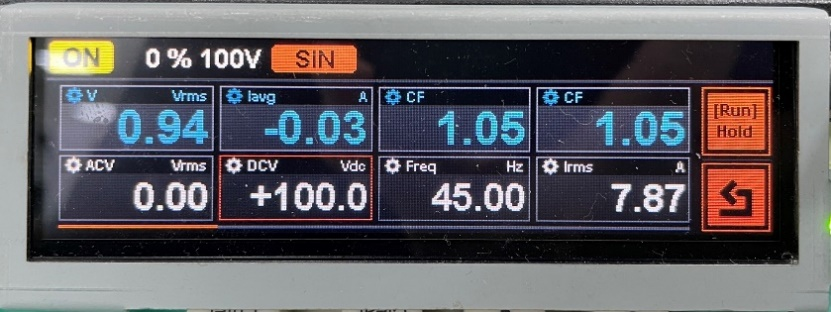 ON 0 % 100V SIN
V Vrms Iavg A CF CF
0.94 -0.03 1.05 1.05
[Run]
Hold
ACV Vrms DCV Vdc Freq Hz Irms A
0.00 +100.0 45.00 7.87